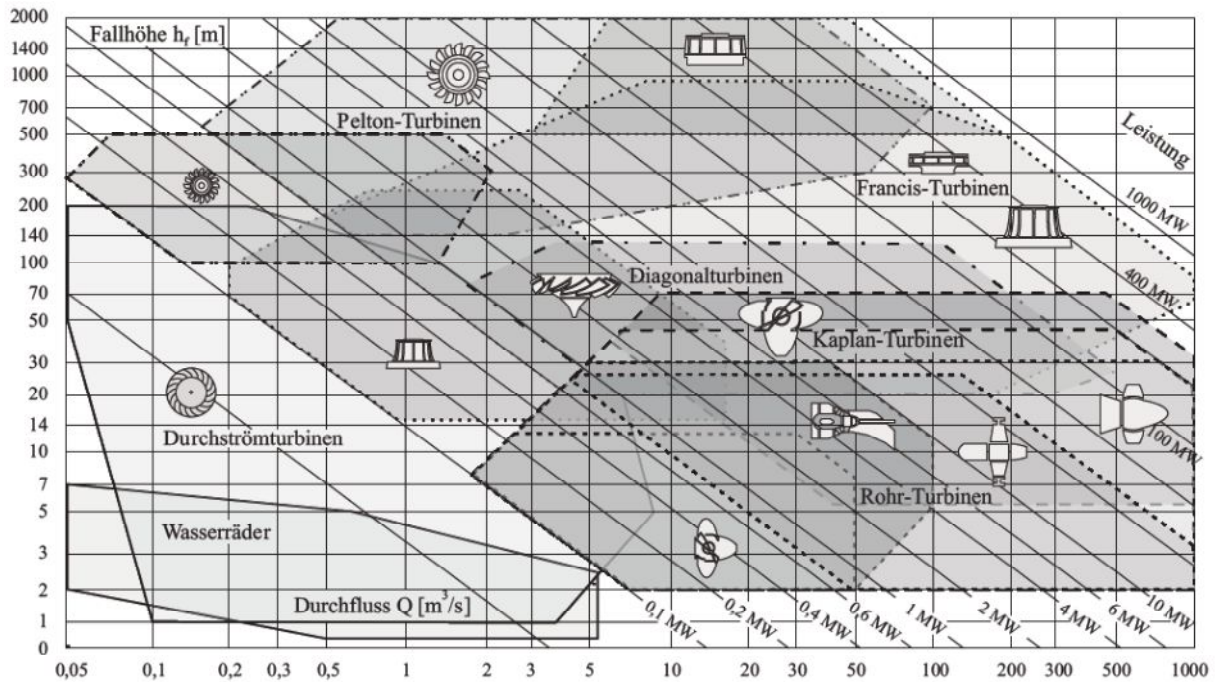 2000
Fallhöhe h_f [m]
1400
1000
700
Pelton-Turbinen
500
Leistung
300
Francis-Turbinen
200
1000 MW
140
100
Diagonalturbinen
400 MW
70
50
Kaplan-Turbinen
30
20
14
Durchströmturbinen
100 MW
10
7
Rohr-Turbinen
5
Wasserräder
3
2
Durchfluss Q [m³/s]
0,1 MW 0,2 MW 0,4 MW 0,6 MW 1 MW 2 MW 4 MW 6 MW 10 MW
1
0
0,05 0,1 0,2 0,3 0,5 1 2 3 5 10 20 30 50 100 200 300 500 1000